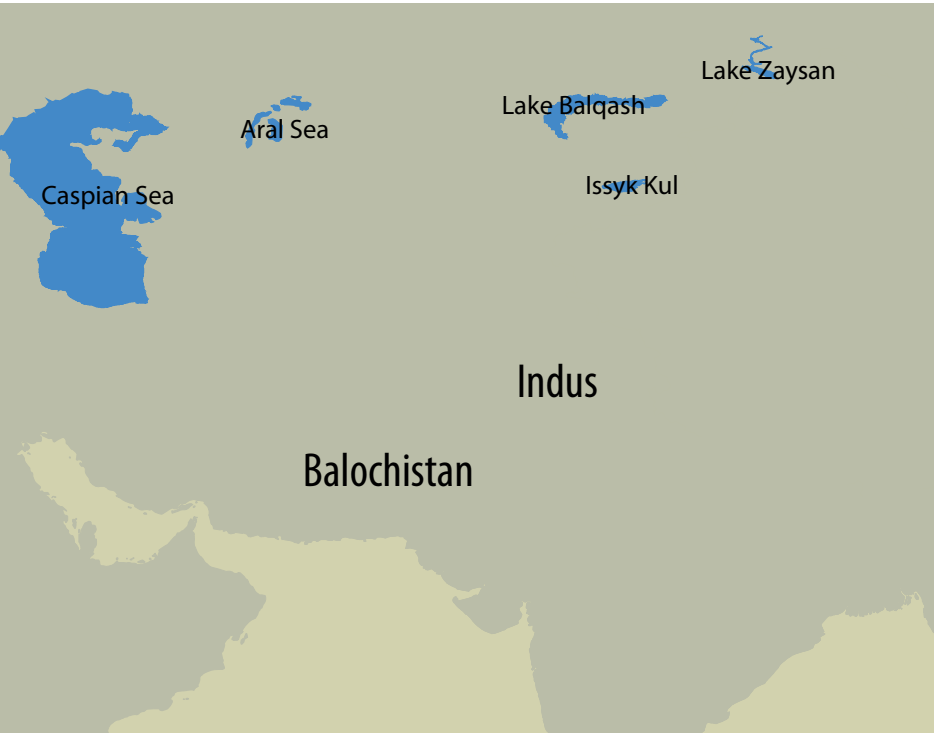 Lake Zaysan
Lake Balqash
Aral Sea
Issyk Kul
Caspian Sea
Indus
Balochistan